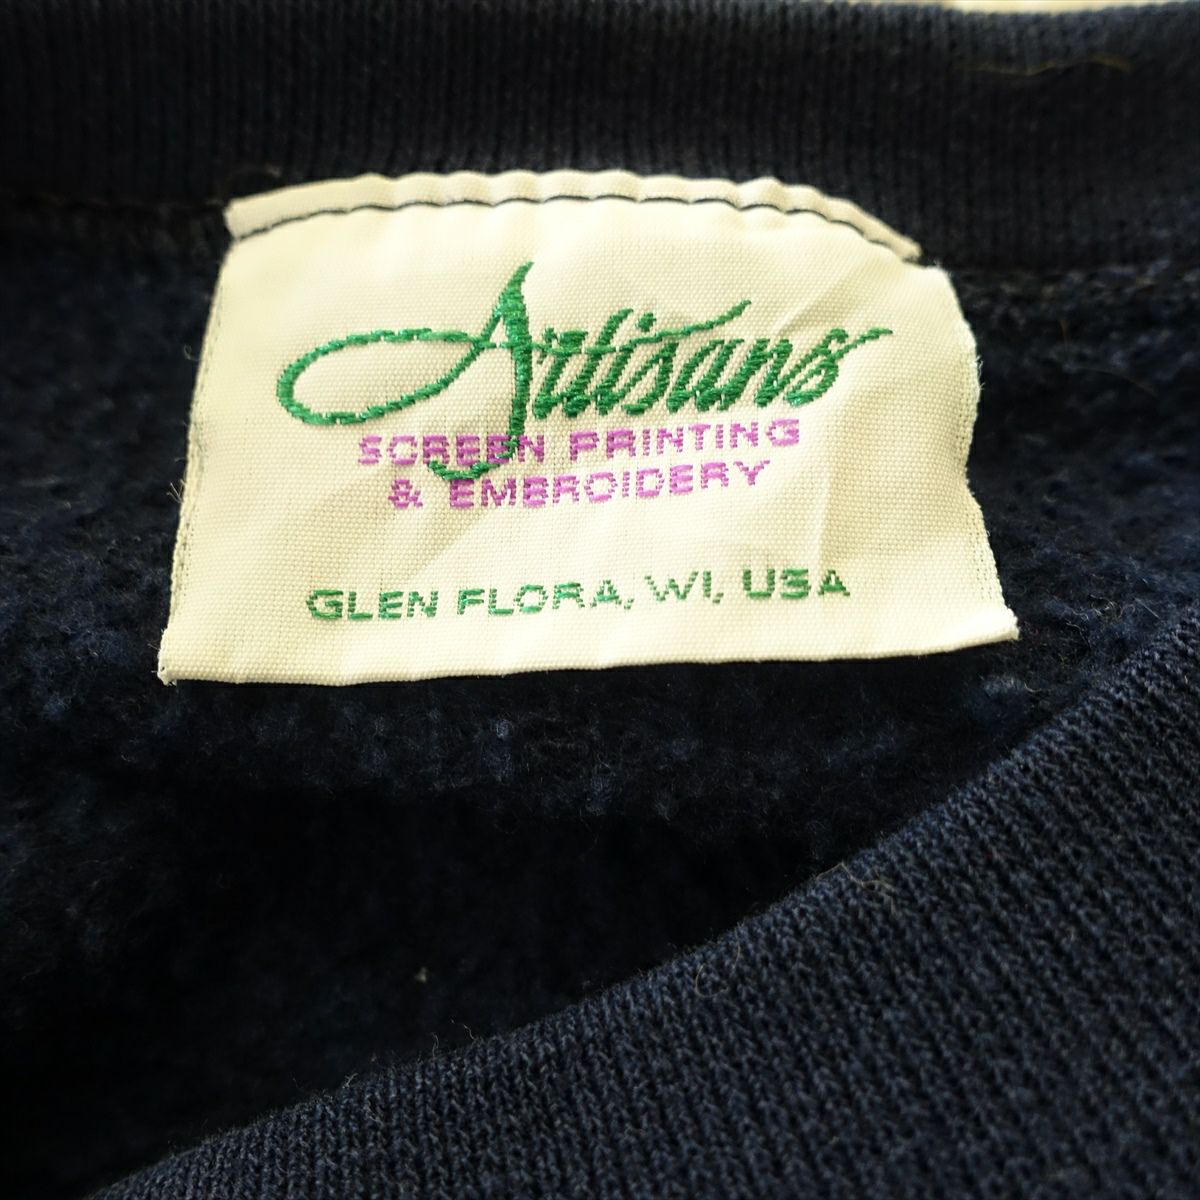 Artisans
SCREEN PRINTING
& EMBROIDERY
GLEN FLORA, WI, USA